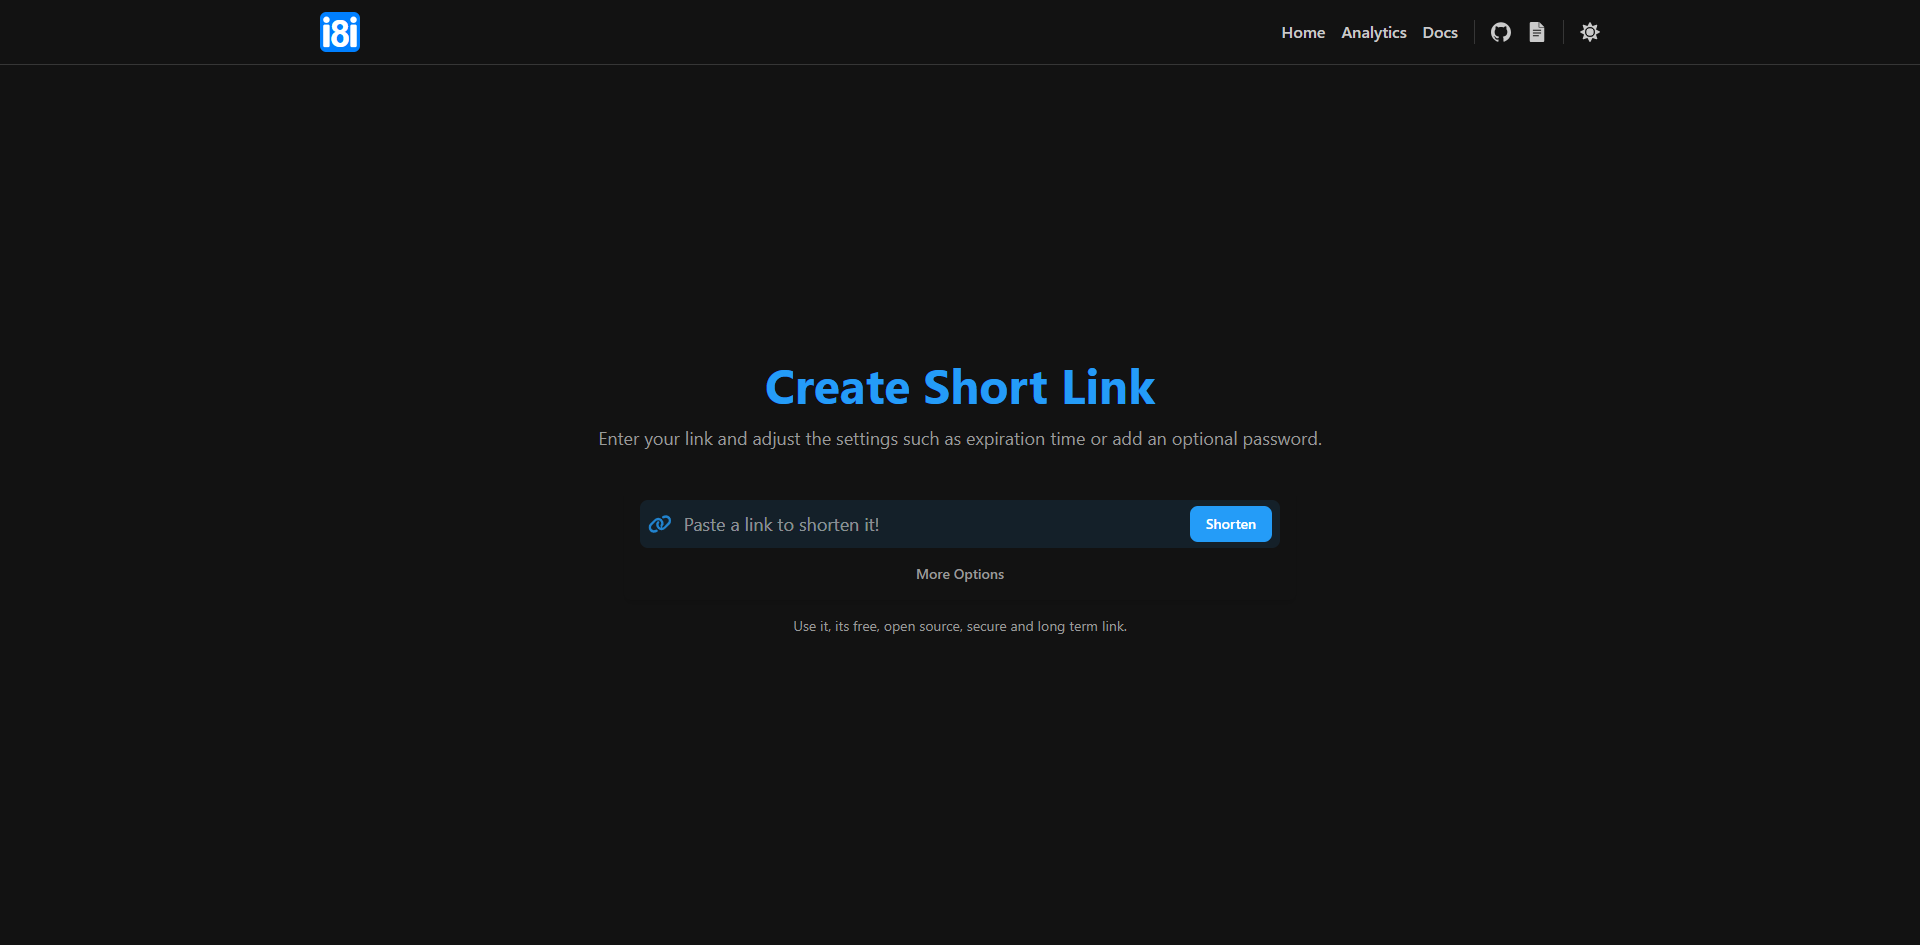 i8i
Home Analytics Docs
Create Short Link
Enter your link and adjust the settings such as expiration time or add an optional password.
Paste a link to shorten it! Shorten
More Options
Use it, its free, open source, secure and long term link.